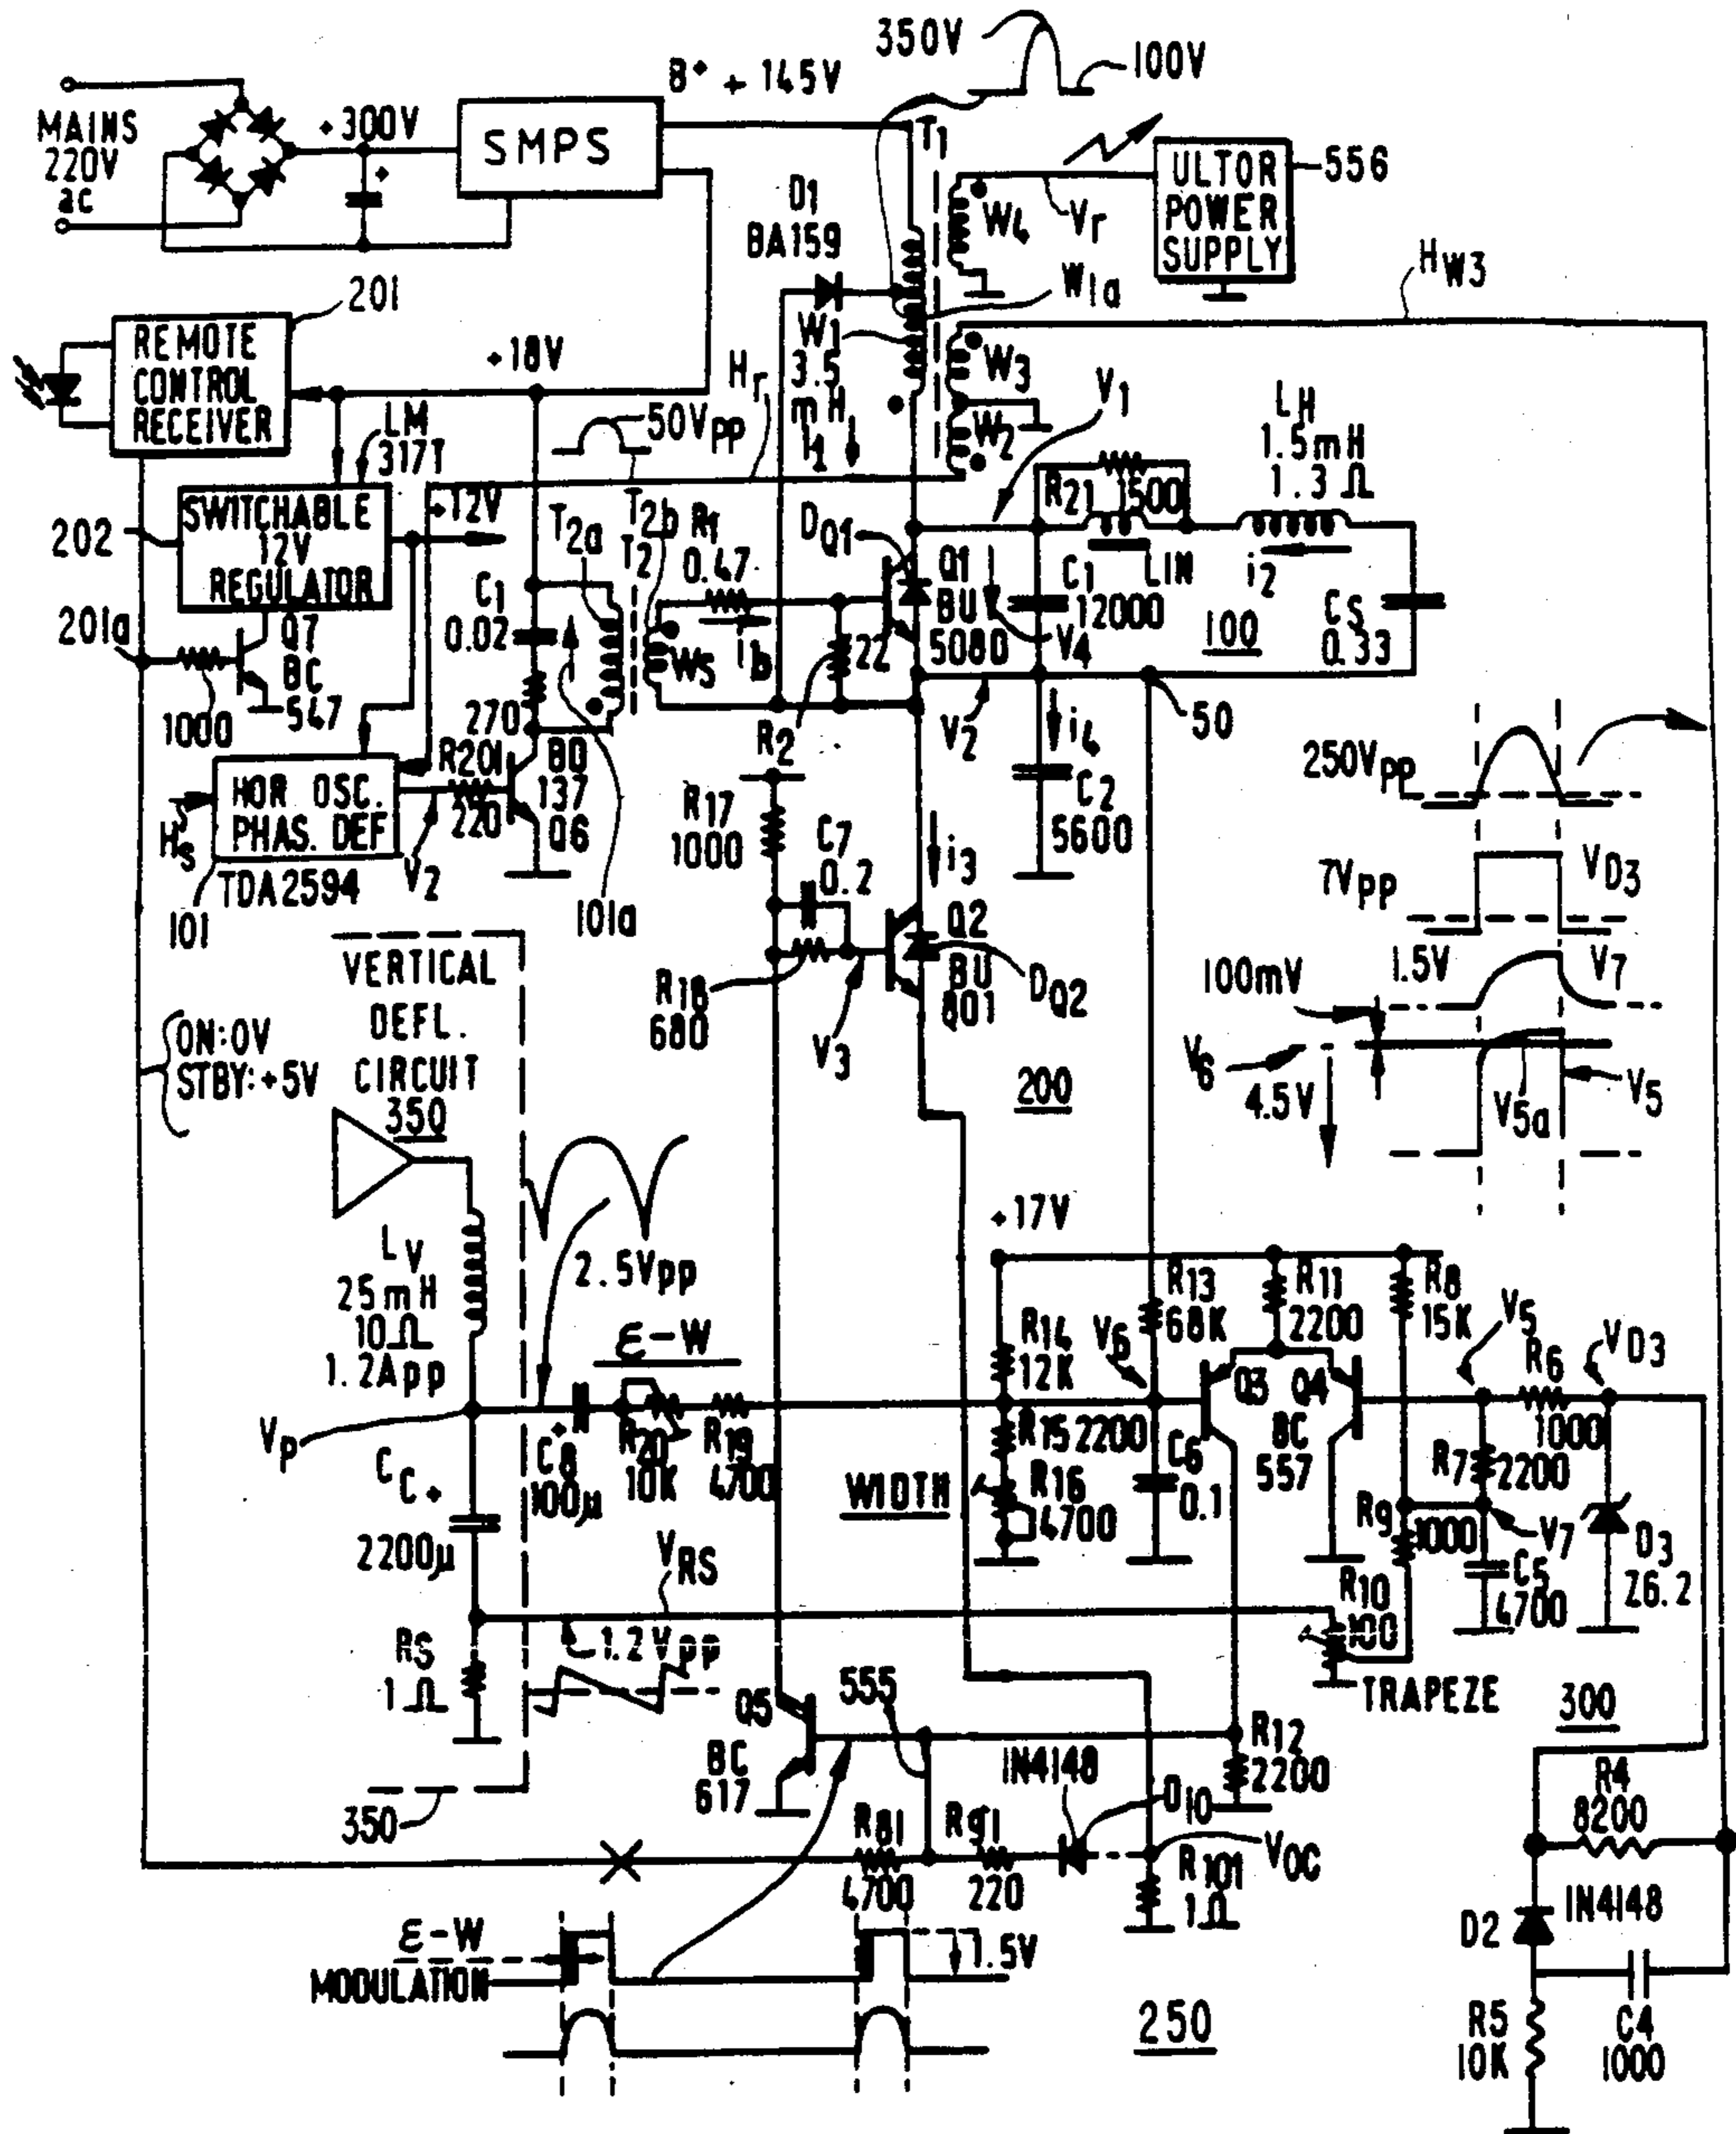 350V
100V
B+ + 145V
MAINS
220V
ac
+300V
SMPS
T1
D1
BA159
W4
Vr
ULTOR
POWER
SUPPLY
556
HW3
W1a
201
REMOTE
CONTROL
RECEIVER
+18V
W1
3.5
mH
Hr
i1
W3
W2
V1
LH
1.5mH
1.3 Ω
LM
317T
50Vpp
R21
500
202
SWITCHABLE
12V
REGULATOR
+12V
T2a
T2b
T2
R1
0.47
DQ1
Q1
BU
508D
C1
12000
LIN
i2
100
CS
0.33
201a
Q7
BC
547
1000
C1
0.02
270
WS
ib
22
V4
R2
V2
i4
50
HOR OSC.
PHAS. DEF
HS
R201
220
V2
BD
137
Q6
TDA2594
101
101a
R17
1000
C7
0.2
i3
C2
5600
250Vpp
7Vpp
VD3
VERTICAL
DEFL.
CIRCUIT
350
R18
680
V3
Q2
BU
801
DQ2
100mV
1.5V
V7
V6
4.5V
V5a
V5
ON:0V
STBY:+5V
200
LV
25mH
10Ω
1.2App
2.5Vpp
+17V
R14
12K
R13
68K
R11
2200
R8
15K
V5
R6
1000
VD3
V6
E-W
VP
C8
100μ
R20
10K
R19
4700
R15 2200
C6
0.1
Q3
Q4
BC
557
R7
2200
CC
2200μ
WIDTH
R16
4700
R9
1000
V7
D3
Z6.2
C5
4700
VRS
R10
100
RS
1Ω
1.2Vpp
TRAPEZE
300
Q5
BC
617
555
IN4148
D10
R12
2200
350
R81
4700
R91
220
VOC
R101
1Ω
R4
8200
E-W
MODULATION
1.5V
D2
IN4148
R5
10K
C4
1000
250